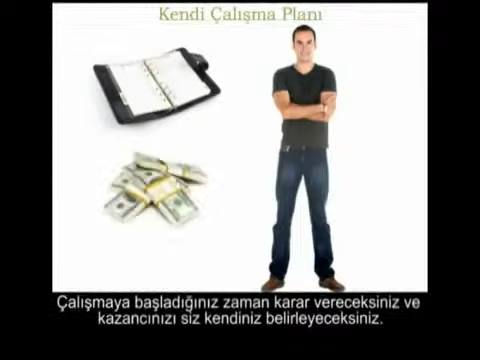 Kendi Çalışma Planı
Çalışmaya başladığınız zaman karar vereceksiniz ve
kazancınızı siz kendiniz belirleyeceksiniz.